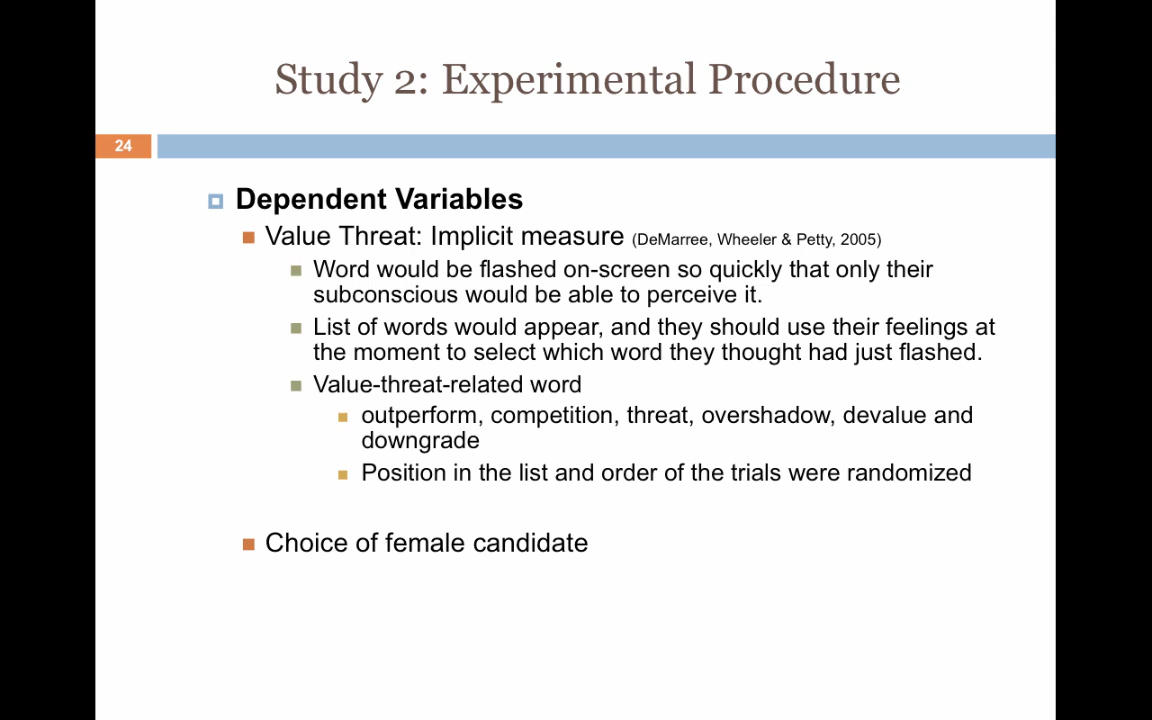 Study 2: Experimental Procedure
24
Dependent Variables
Value Threat: Implicit measure (DeMarree, Wheeler & Petty, 2005)
Word would be flashed on-screen so quickly that only their
subconscious would be able to perceive it.
List of words would appear, and they should use their feelings at
the moment to select which word they thought had just flashed.
Value-threat-related word
outperform, competition, threat, overshadow, devalue and
downgrade
Position in the list and order of the trials were randomized
Choice of female candidate